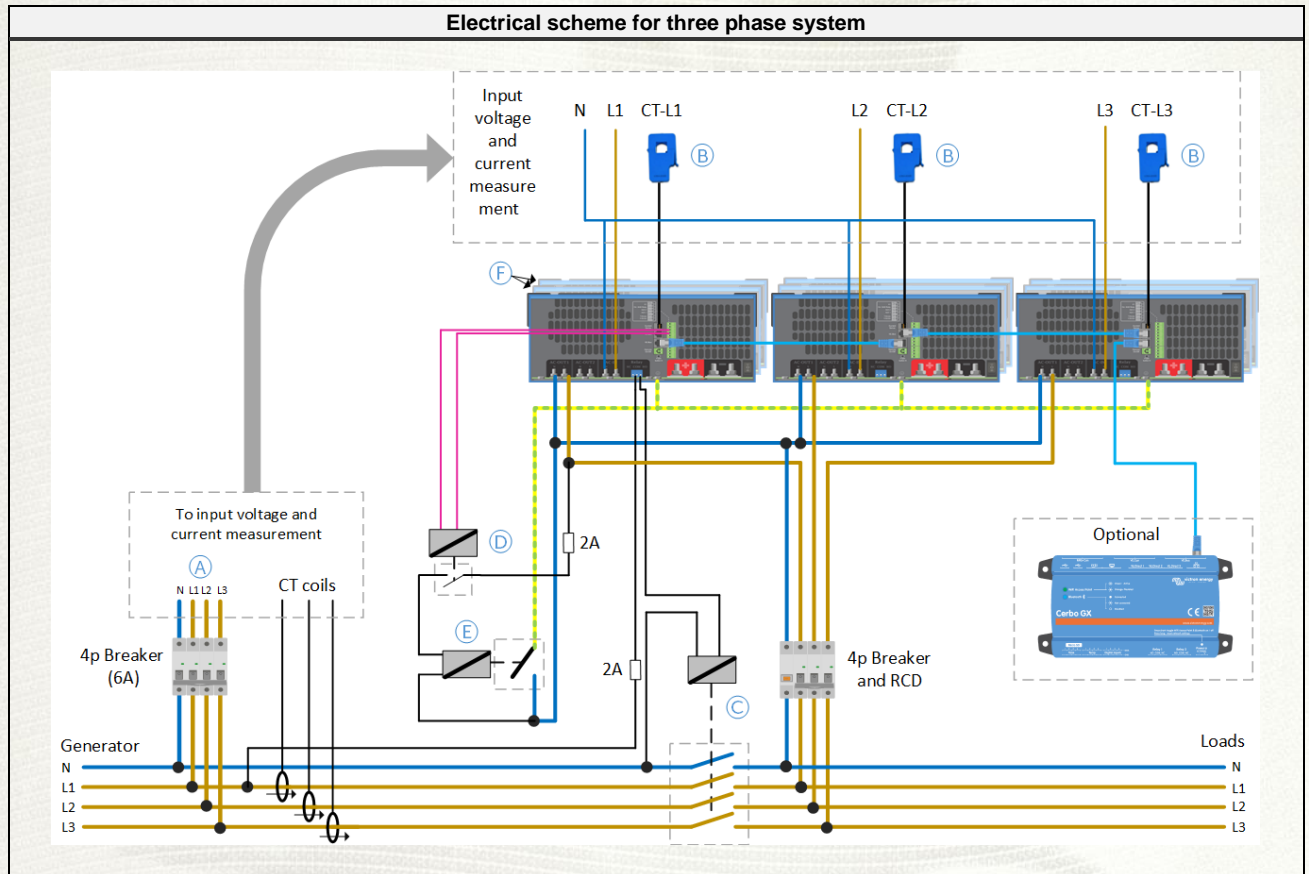 Electrical scheme for three phase system
Input
voltage
and
current
measure
ment
N L1 CT-L1
L2 CT-L2
L3 CT-L3
B
B
B
F
To input voltage and
current measurement
A
N L1 L2 L3
CT coils
4p Breaker
(6A)
D
2A
E
2A
C
4p Breaker
and RCD
Optional
Cerbo GX
Generator
N
L1
L2
L3
Loads
N
L1
L2
L3